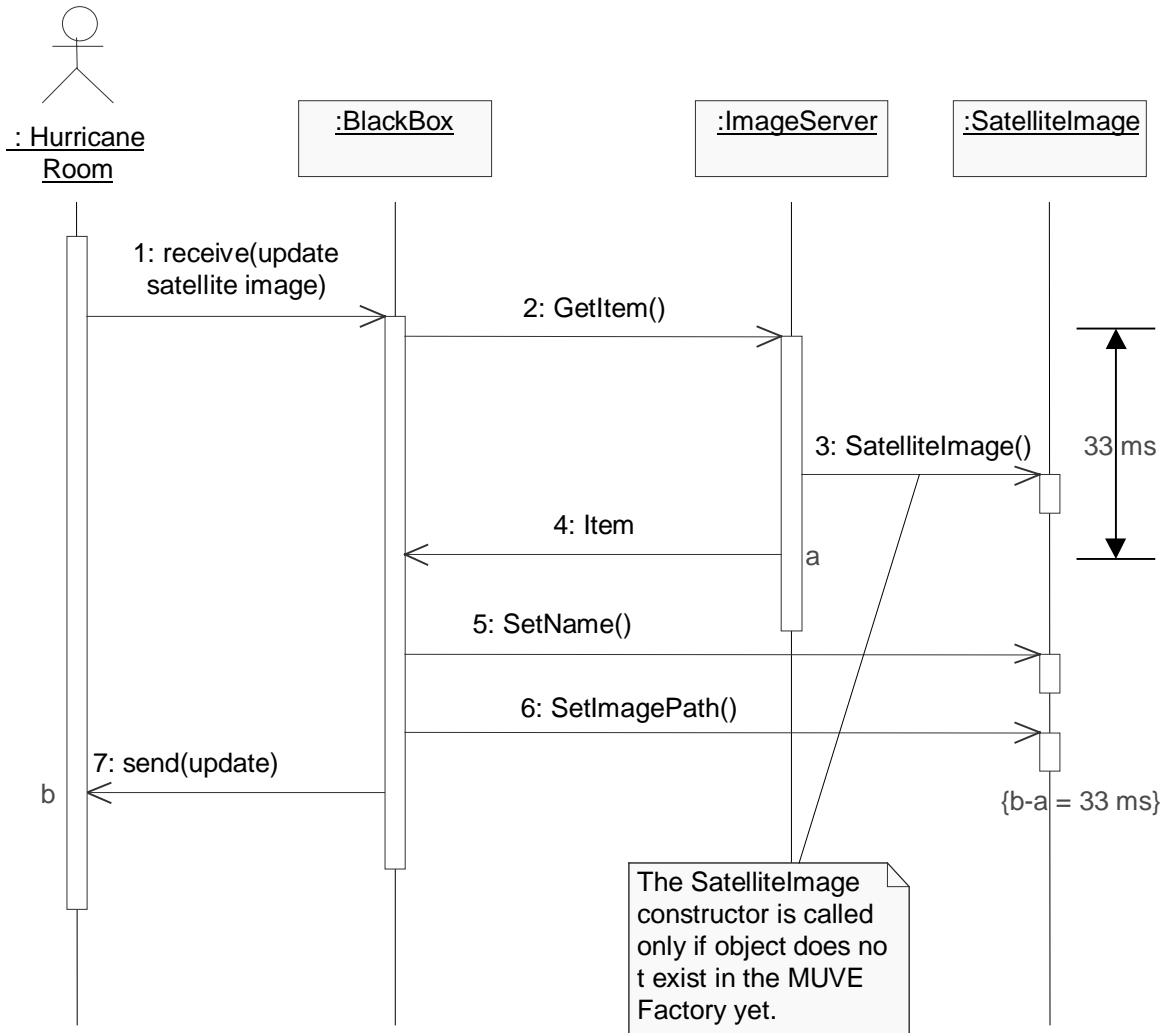 : Hurricane
Room
:BlackBox
:ImageServer
:SatelliteImage
1: receive(update
satellite image)
2: GetItem()
3: SatelliteImage()
33 ms
4: Item
a
5: SetName()
6: SetImagePath()
7: send(update)
b
{b-a = 33 ms}
The SatelliteImage
constructor is called
only if object does no
t exist in the MUVE
Factory yet.